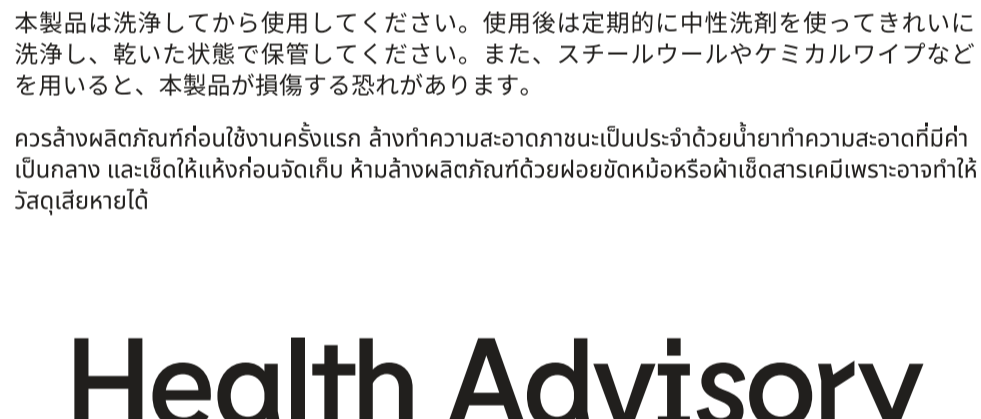 本製品は洗浄してから使用してください。使用後は定期的に中性洗剤を使ってきれいに
洗浄し、乾いた状態で保管してください。また、スチールウールやケミカルワイプなど
を用いると、本製品が損傷する恐れがあります。
ควรล้างผลิตภัณฑ์ก่อนใช้งานครั้งแรก ล้างทำความสะอาดภาชนะเป็นประจำด้วยน้ำยาทำความสะอาดที่มีค่า
เป็นกลาง และเช็ดให้แห้งก่อนจัดเก็บ ห้ามล้างผลิตภัณฑ์ด้วยฝอยขัดหม้อหรือผ้าเช็ดสารเคมีเพราะอาจทำให้
วัสดุเสียหายได้
Health Advisory